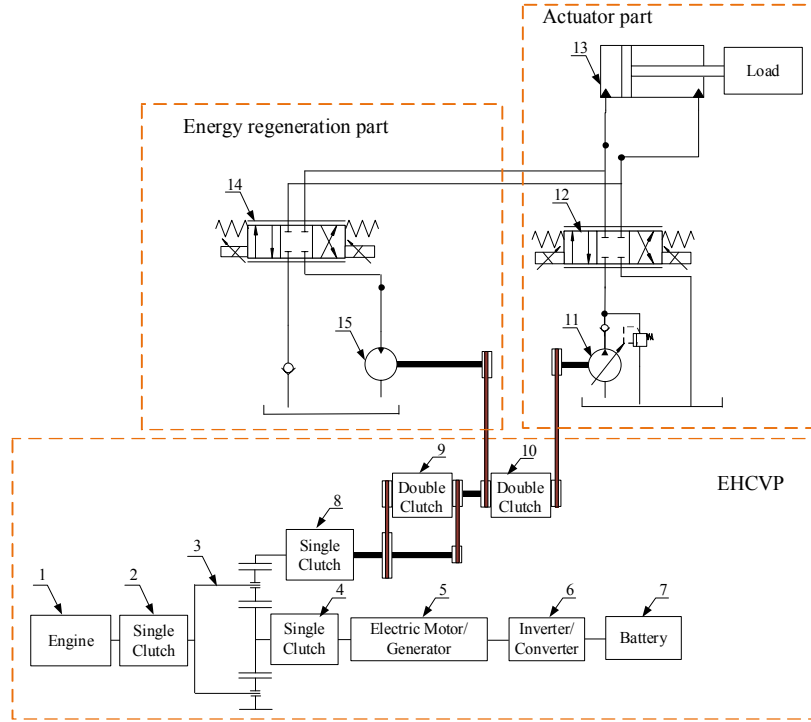 Actuator part
13
Load
Energy regeneration part
14
12
15
11
9
10
Double
Clutch
Double
Clutch
EHCVP
8
Single
Clutch
3
1
2
4
5
6
7
Engine
Single
Clutch
Single
Clutch
Electric Motor/
Generator
Inverter/
Converter
Battery